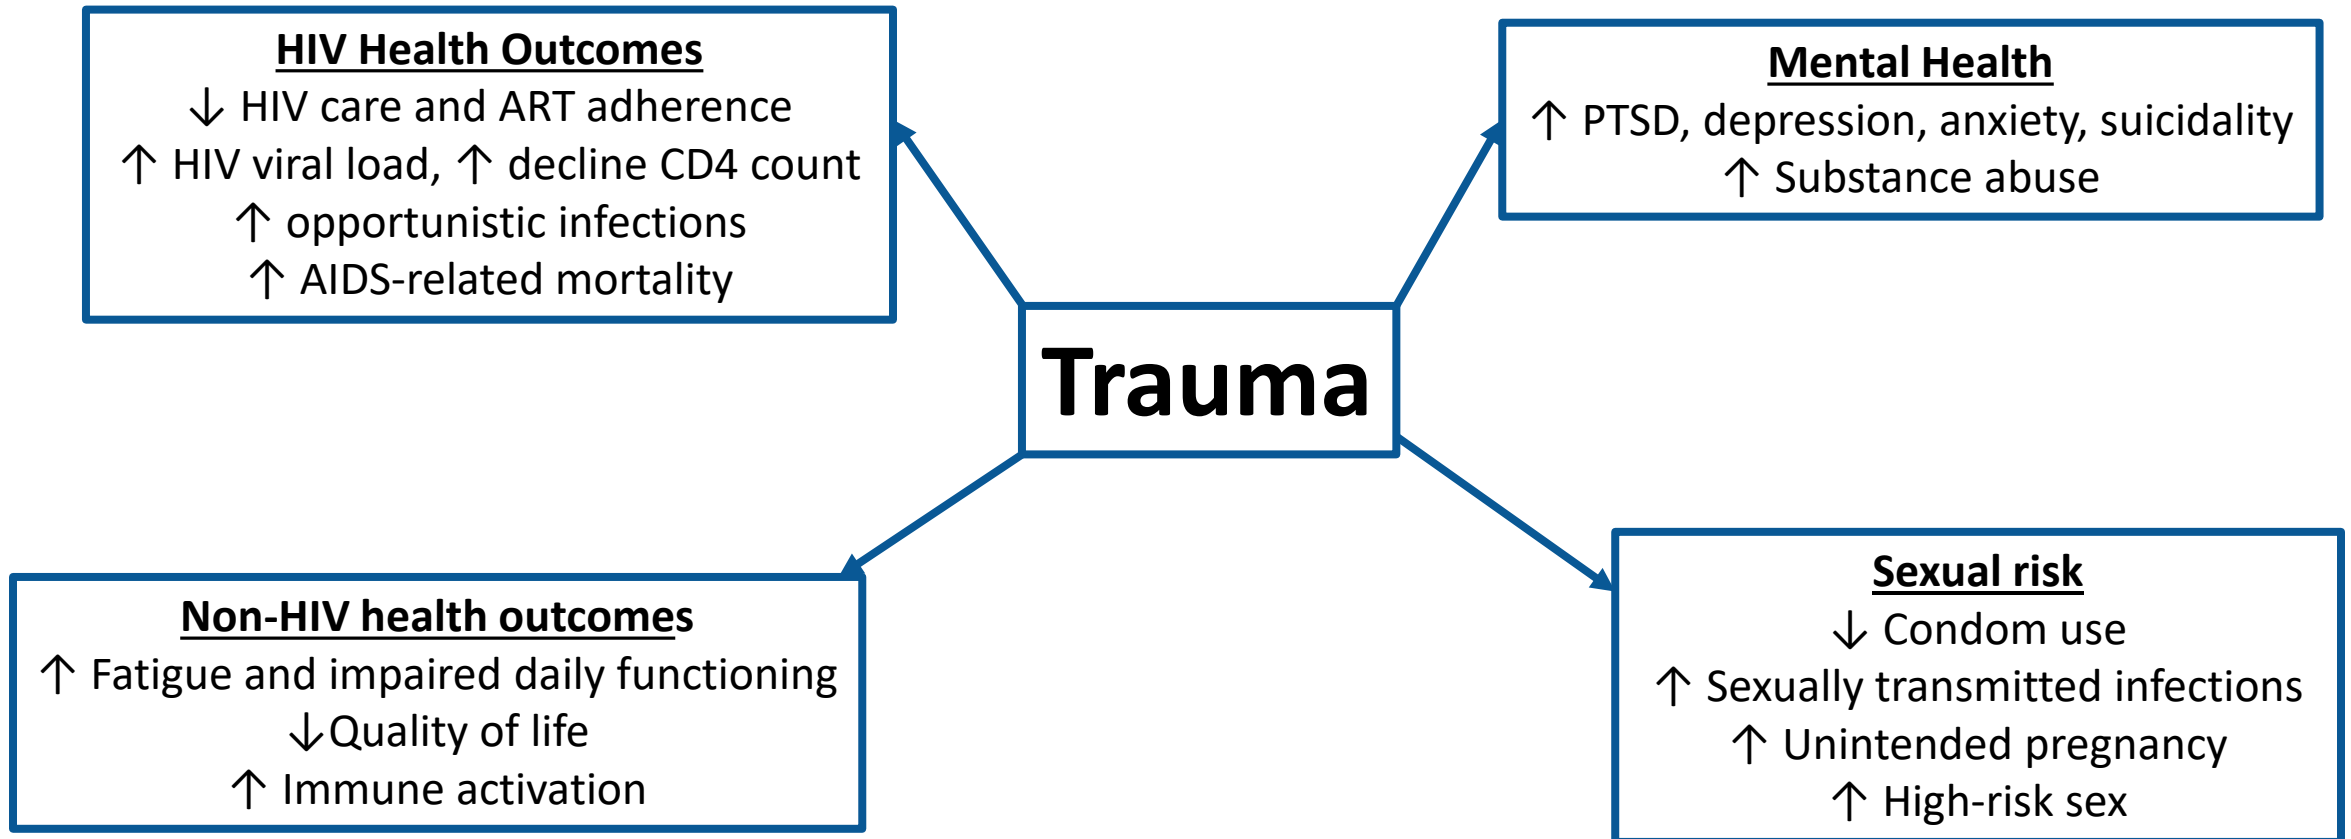 HIV Health Outcomes
↓ HIV care and ART adherence
↑ HIV viral load, ↑ decline CD4 count
↑ opportunistic infections
↑ AIDS-related mortality
Mental Health
↑ PTSD, depression, anxiety, suicidality
↑ Substance abuse
Trauma
Non-HIV health outcomes
↑ Fatigue and impaired daily functioning
↓Quality of life
↑ Immune activation
Sexual risk
↓ Condom use
↑ Sexually transmitted infections
↑ Unintended pregnancy
↑ High-risk sex